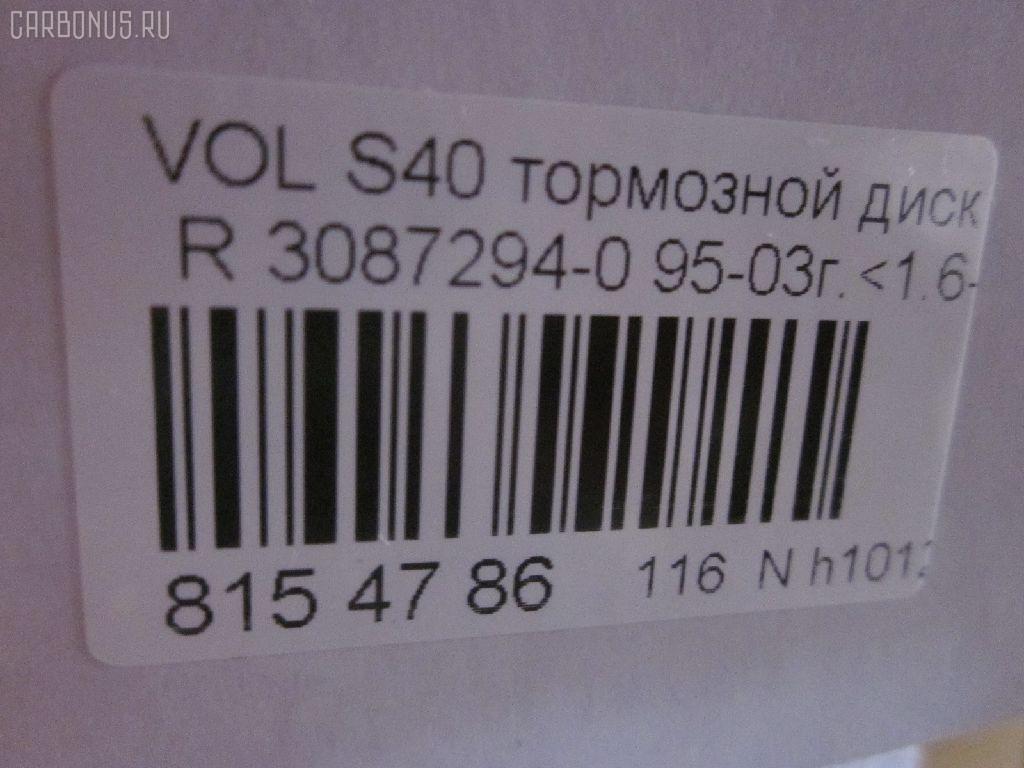 CARBONUS.RU
VOL S40 тормозной диск
R 3087294-0 95-03г. <1.6-
815 47 86 116 N h101